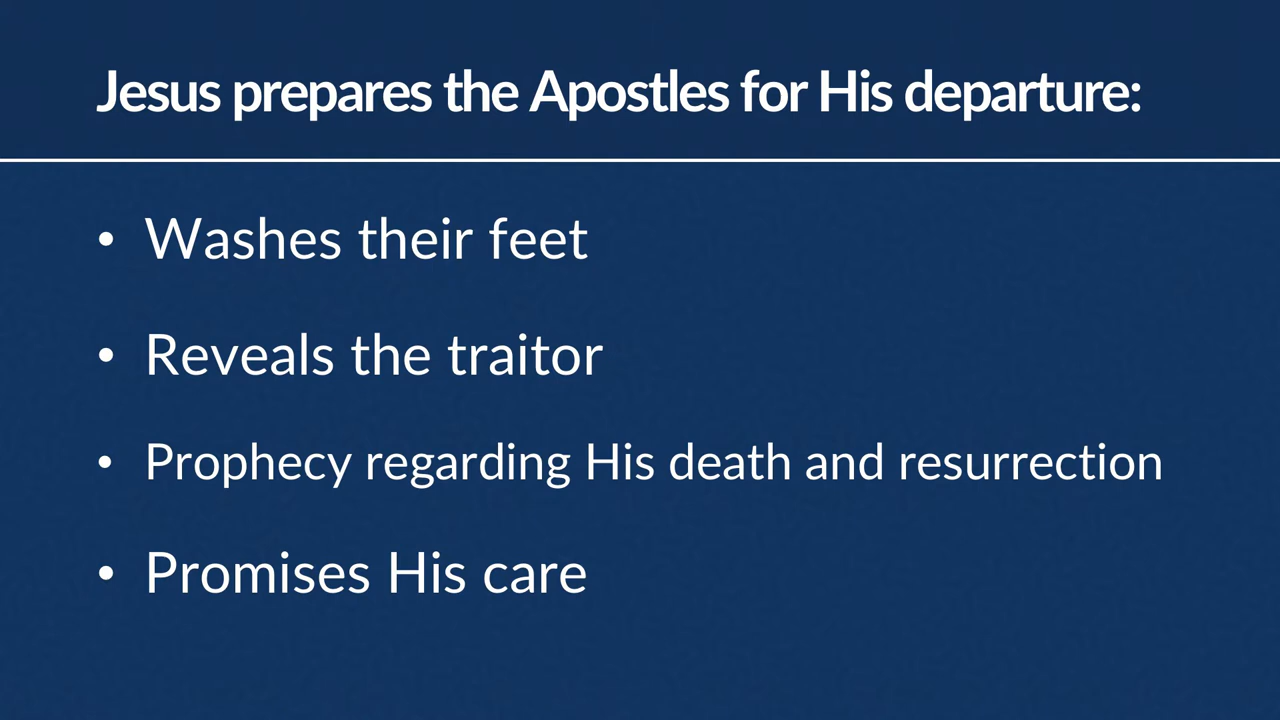 Jesus prepares the Apostles for His departure:
• Washes their feet
• Reveals the traitor
• Prophecy regarding His death and resurrection
• Promises His care